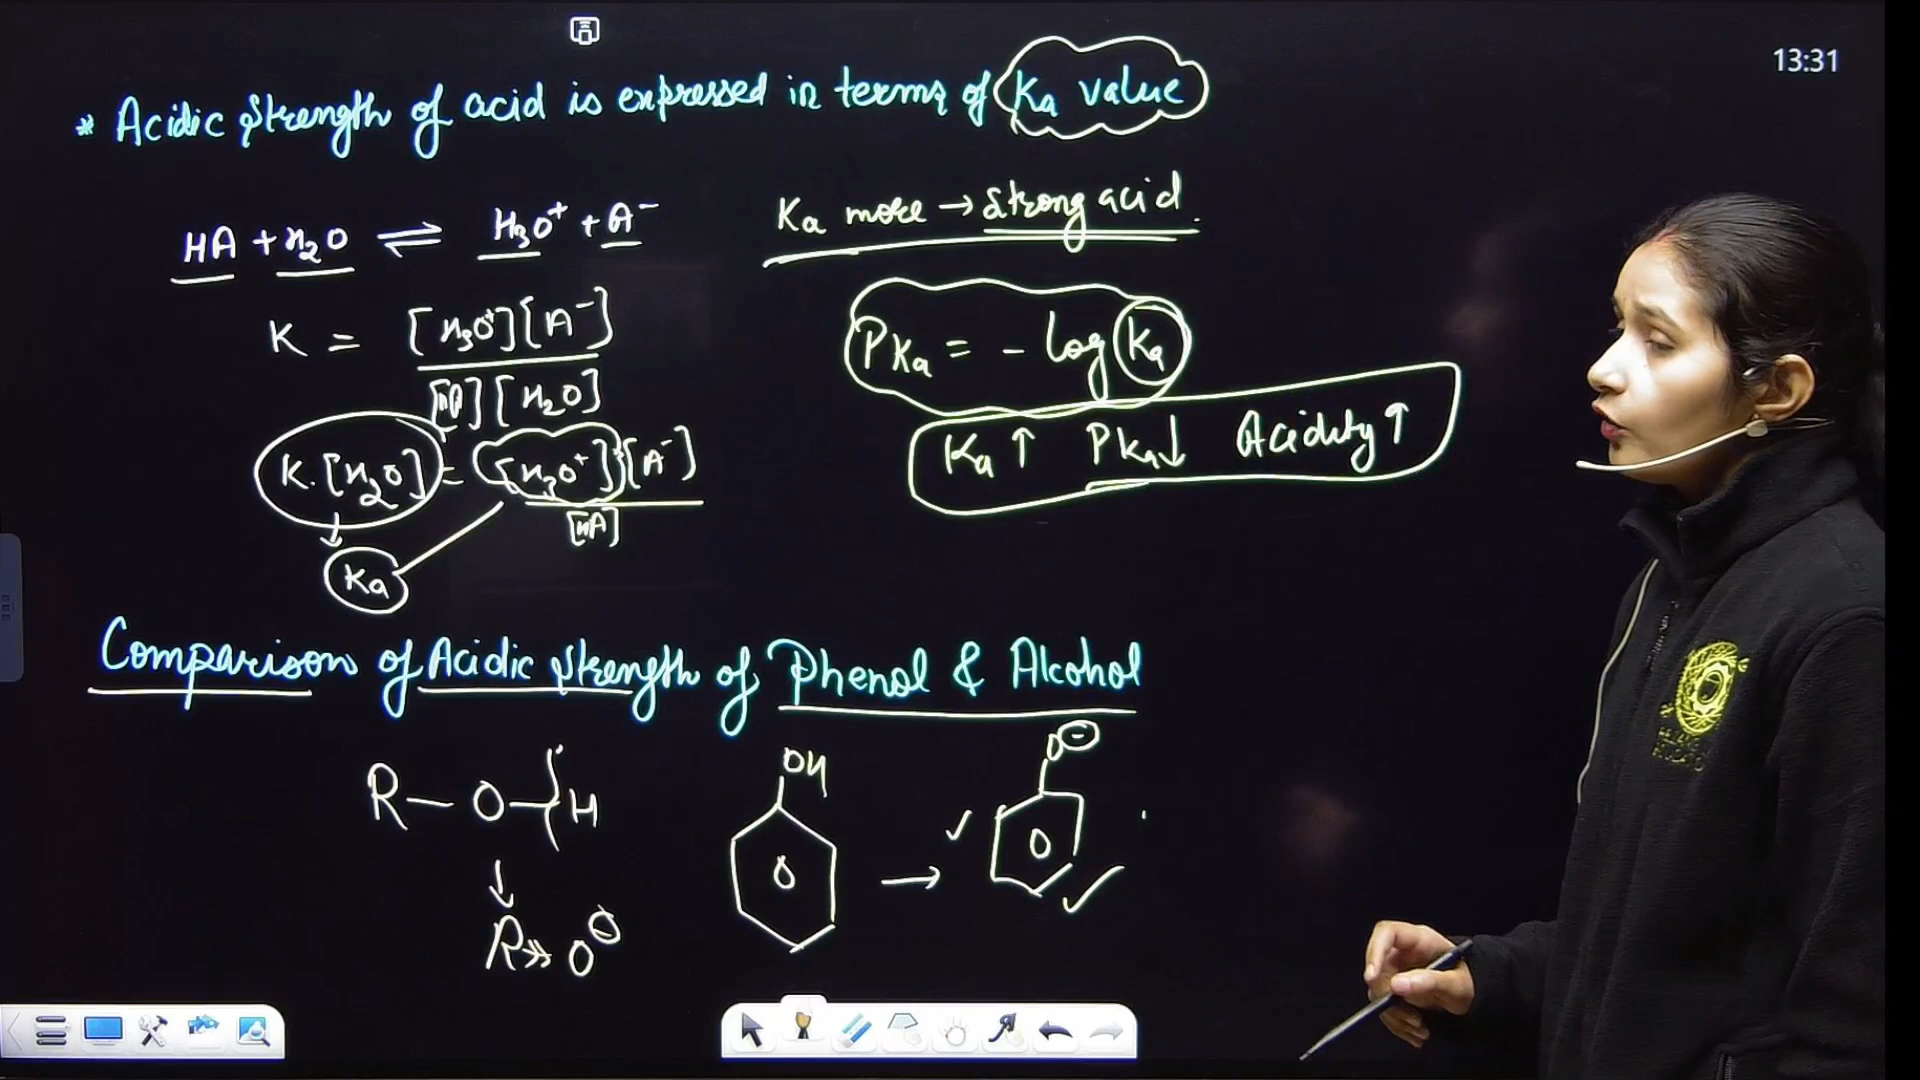 13:31
* Acidic Strength of acid is expressed in terms of Ka value
HA + H2O ⇌ H3O+ + A-
Ka more → Strong acid.
K = [H3O+][A-]
[HA][H2O]
PKa = - log Ka
K.[H2O] = [H3O+][A-]
[HA]
Ka↑ PKa↓ Acidity↑
Ka
Comparison of Acidic Strength of Phenol & Alcohol
R - O - H
OH
O-
R O-